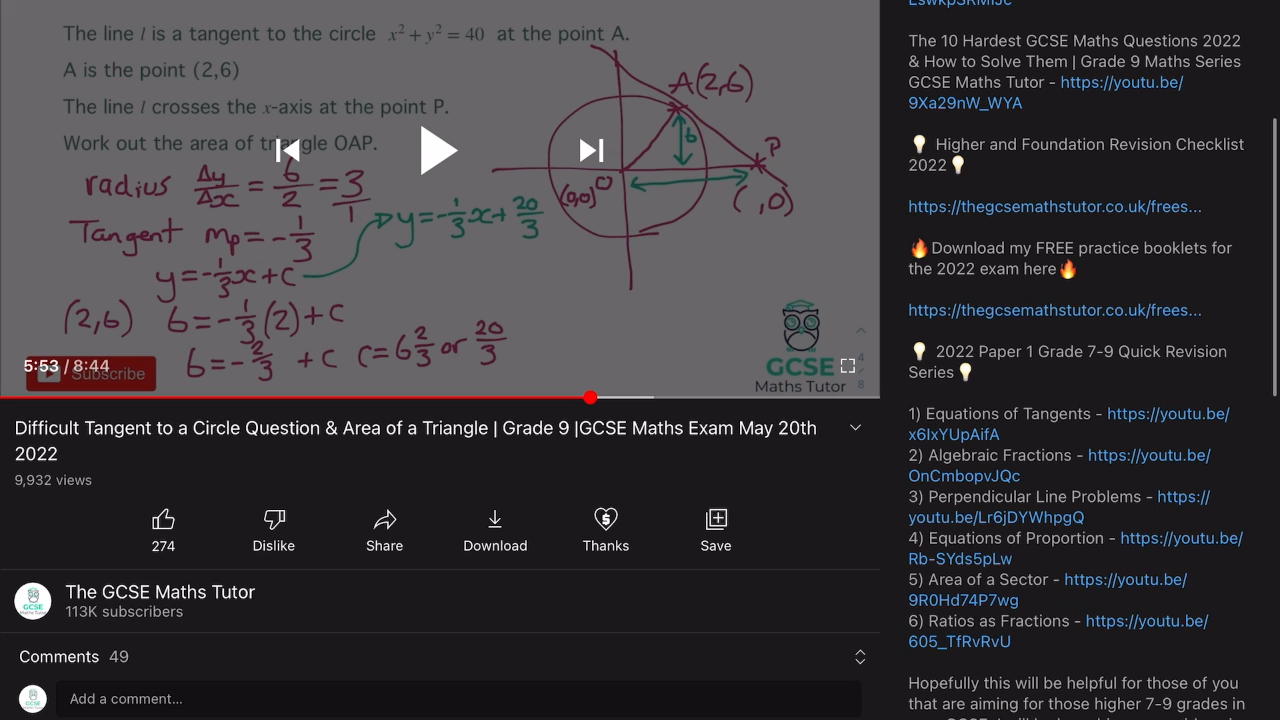 The line l is a tangent to the circle x² + y² = 40 at the point A.
A is the point (2,6)
The line l crosses the x-axis at the point P.
Work out the area of triangle OAP.
radius Δy/Δx = 6/2 = 3/1
Tangent mp = -1/3
y = -1/3x + c
y = -1/3x + 20/3
(2,6) 6 = -1/3(2) + c
6 = -2/3 + c c = 6 2/3 or 20/3
A(2,6)
6
P
(0,0) O
( ,0)
GCSE
Maths Tutor
4
8
5:53 / 8:44
Subscribe
Difficult Tangent to a Circle Question & Area of a Triangle | Grade 9 |GCSE Maths Exam May 20th
2022
9,932 views
274
Dislike
Share
Download
Thanks
Save
The GCSE Maths Tutor
113K subscribers
GCSE
Maths Tutor
Comments 49
Add a comment...
EswkpSRMIJc
The 10 Hardest GCSE Maths Questions 2022
& How to Solve Them | Grade 9 Maths Series
GCSE Maths Tutor - https://youtu.be/
9Xa29nW_WYA
💡 Higher and Foundation Revision Checklist
2022💡
https://thegcsemathstutor.co.uk/frees...
🔥Download my FREE practice booklets for
the 2022 exam here🔥
https://thegcsemathstutor.co.uk/frees...
💡 2022 Paper 1 Grade 7-9 Quick Revision
Series💡
1) Equations of Tangents - https://youtu.be/
x6IxYUpAifA
2) Algebraic Fractions - https://youtu.be/
OnCmbopvJQc
3) Perpendicular Line Problems - https://
youtu.be/Lr6jDYWhpgQ
4) Equations of Proportion - https://youtu.be/
Rb-SYds5pLw
5) Area of a Sector - https://youtu.be/
9R0Hd74P7wg
6) Ratios as Fractions - https://youtu.be/
605_TfRvRvU
Hopefully this will be helpful for those of you
that are aiming for those higher 7-9 grades in